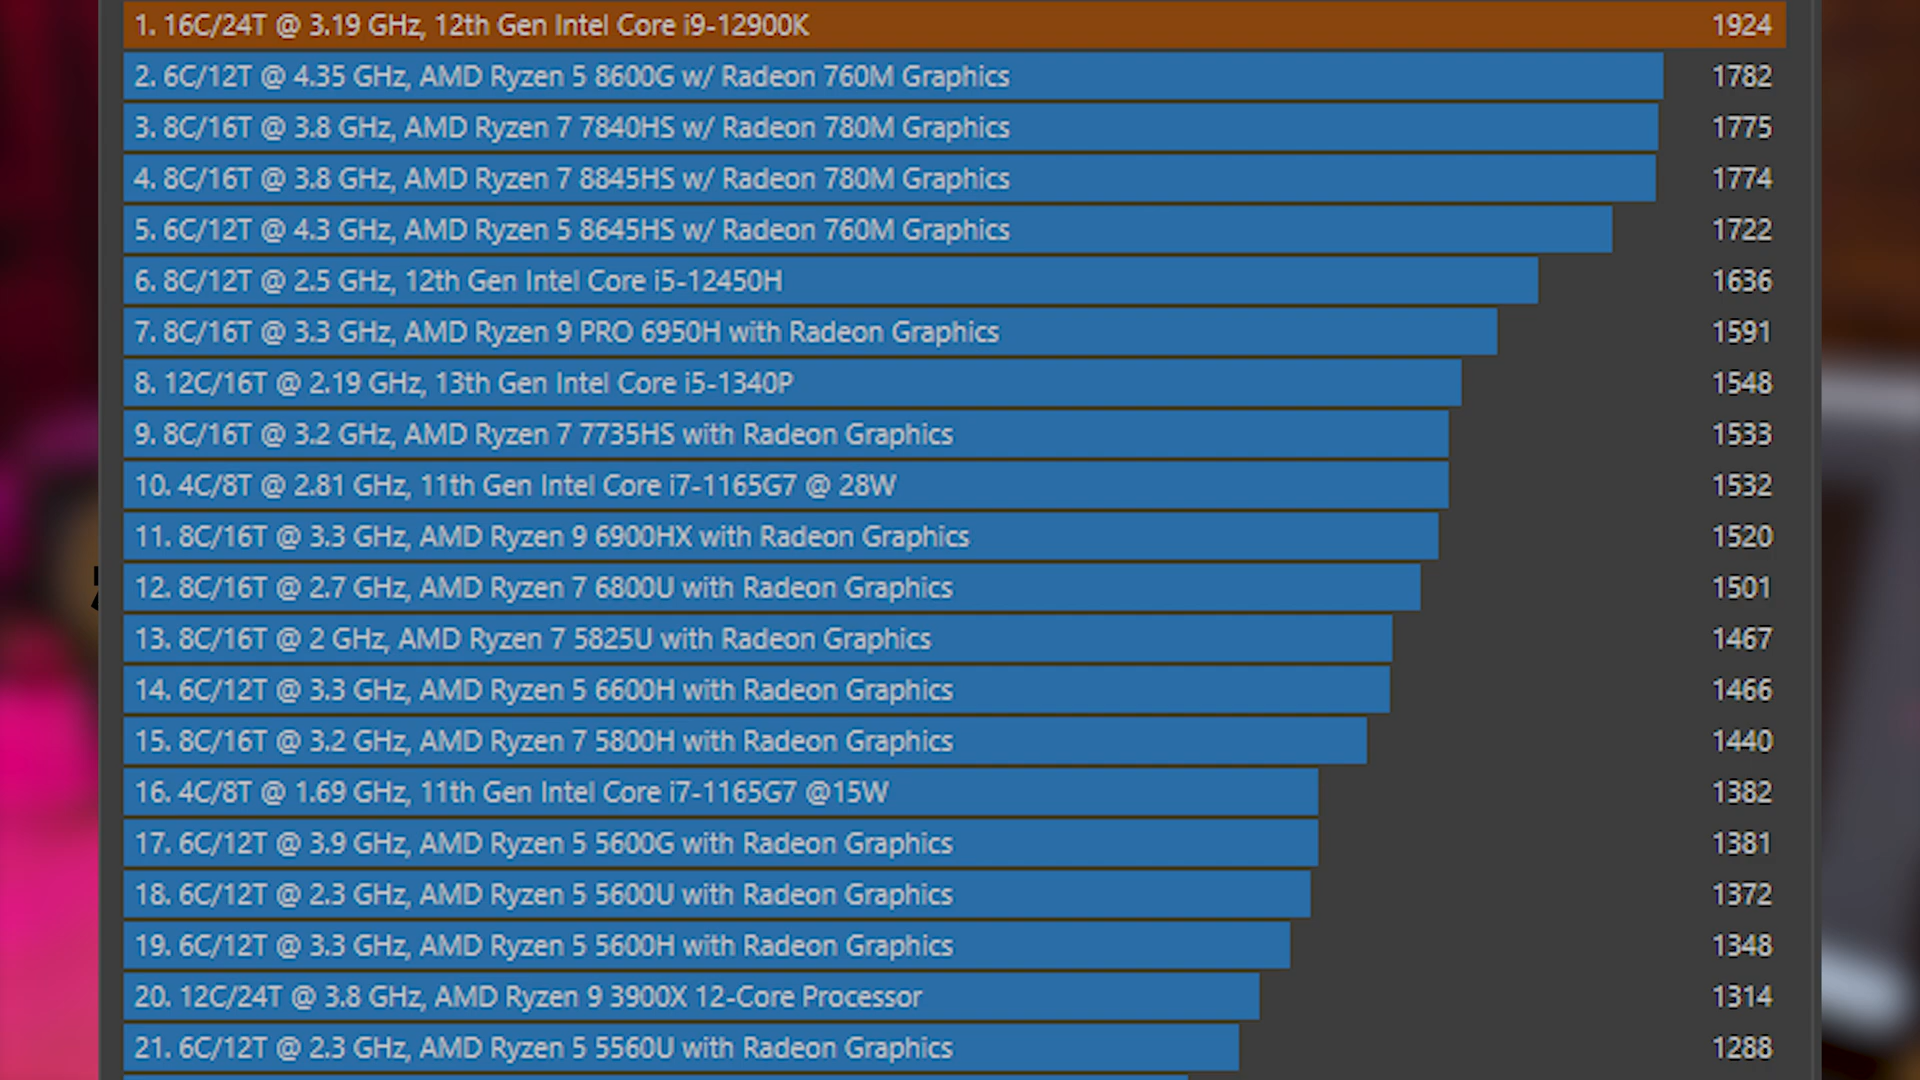 1. 16C/24T @ 3.19 GHz, 12th Gen Intel Core i9-12900K 1924
2. 6C/12T @ 4.35 GHz, AMD Ryzen 5 8600G w/ Radeon 760M Graphics 1782
3. 8C/16T @ 3.8 GHz, AMD Ryzen 7 7840HS w/ Radeon 780M Graphics 1775
4. 8C/16T @ 3.8 GHz, AMD Ryzen 7 8845HS w/ Radeon 780M Graphics 1774
5. 6C/12T @ 4.3 GHz, AMD Ryzen 5 8645HS w/ Radeon 760M Graphics 1722
6. 8C/12T @ 2.5 GHz, 12th Gen Intel Core i5-12450H 1636
7. 8C/16T @ 3.3 GHz, AMD Ryzen 9 PRO 6950H with Radeon Graphics 1591
8. 12C/16T @ 2.19 GHz, 13th Gen Intel Core i5-1340P 1548
9. 8C/16T @ 3.2 GHz, AMD Ryzen 7 7735HS with Radeon Graphics 1533
10. 4C/8T @ 2.81 GHz, 11th Gen Intel Core i7-1165G7 @ 28W 1532
11. 8C/16T @ 3.3 GHz, AMD Ryzen 9 6900HX with Radeon Graphics 1520
12. 8C/16T @ 2.7 GHz, AMD Ryzen 7 6800U with Radeon Graphics 1501
13. 8C/16T @ 2 GHz, AMD Ryzen 7 5825U with Radeon Graphics 1467
14. 6C/12T @ 3.3 GHz, AMD Ryzen 5 6600H with Radeon Graphics 1466
15. 8C/16T @ 3.2 GHz, AMD Ryzen 7 5800H with Radeon Graphics 1440
16. 4C/8T @ 1.69 GHz, 11th Gen Intel Core i7-1165G7 @15W 1382
17. 6C/12T @ 3.9 GHz, AMD Ryzen 5 5600G with Radeon Graphics 1381
18. 6C/12T @ 2.3 GHz, AMD Ryzen 5 5600U with Radeon Graphics 1372
19. 6C/12T @ 3.3 GHz, AMD Ryzen 5 5600H with Radeon Graphics 1348
20. 12C/24T @ 3.8 GHz, AMD Ryzen 9 3900X 12-Core Processor 1314
21. 6C/12T @ 2.3 GHz, AMD Ryzen 5 5560U with Radeon Graphics 1288